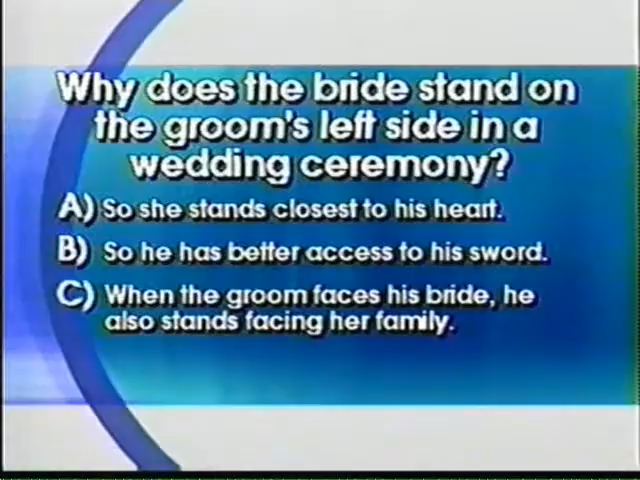 Why does the bride stand on
the groom's left side in a
wedding ceremony?
A) So she stands closest to his heart.
B) So he has better access to his sword.
C) When the groom faces his bride, he
also stands facing her family.